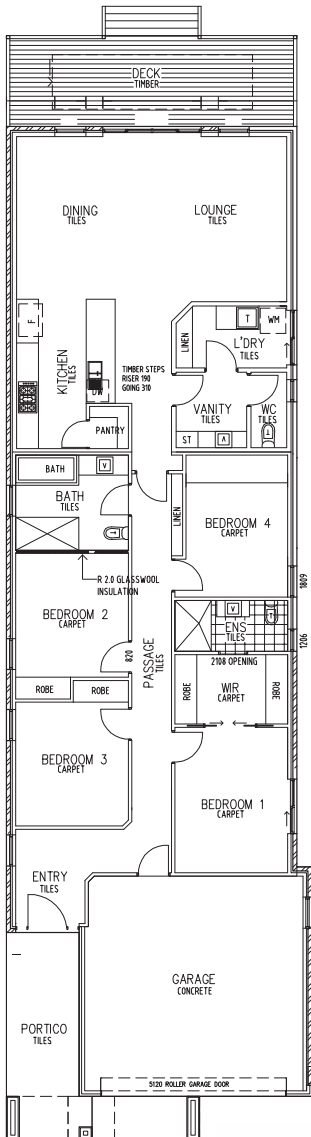 DECK
TIMBER
DINING
TILES
LOUNGE
TILES
F
KITCHEN
TILES
DW
TIMBER STEPS
RISER 190
GOING 310
LINEN
T
WM
L'DRY
TILES
PANTRY
VANITY
TILES
WC
TILES
ST
BATH
V
BATH
TILES
LINEN
BEDROOM 4
CARPET
R 2.0 GLASSWOOL
INSULATION
1809
BEDROOM 2
CARPET
V
ENS
TILES
1206
820
PASSAGE
TILES
2108 OPENING
ROBE
ROBE
ROBE
WIR
CARPET
ROBE
BEDROOM 3
CARPET
BEDROOM 1
CARPET
ENTRY
TILES
GARAGE
CONCRETE
PORTICO
TILES
5120 ROLLER GARAGE DOOR